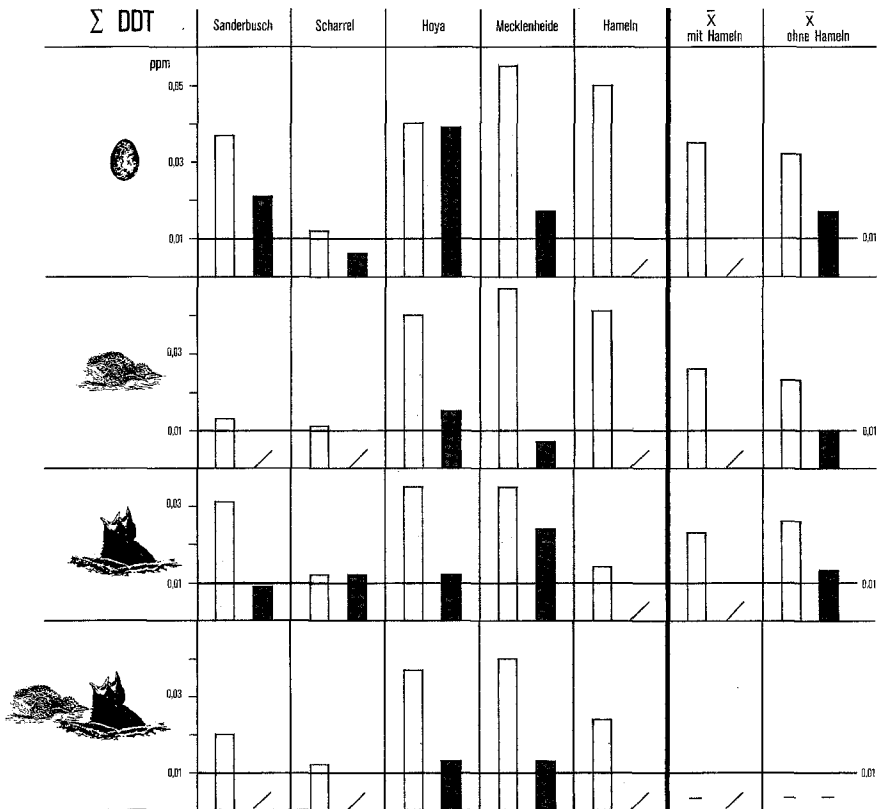 Σ DDT
Sanderbusch
Scharrel
Hoya
Mecklenheide
Hameln
X̄
mit Hameln
X̄
ohne Hameln
ppm
0,05
0,03
0,01
0,01
0,03
0,01
0,01
0,03
0,01
0,01
0,03
0,01
0,01